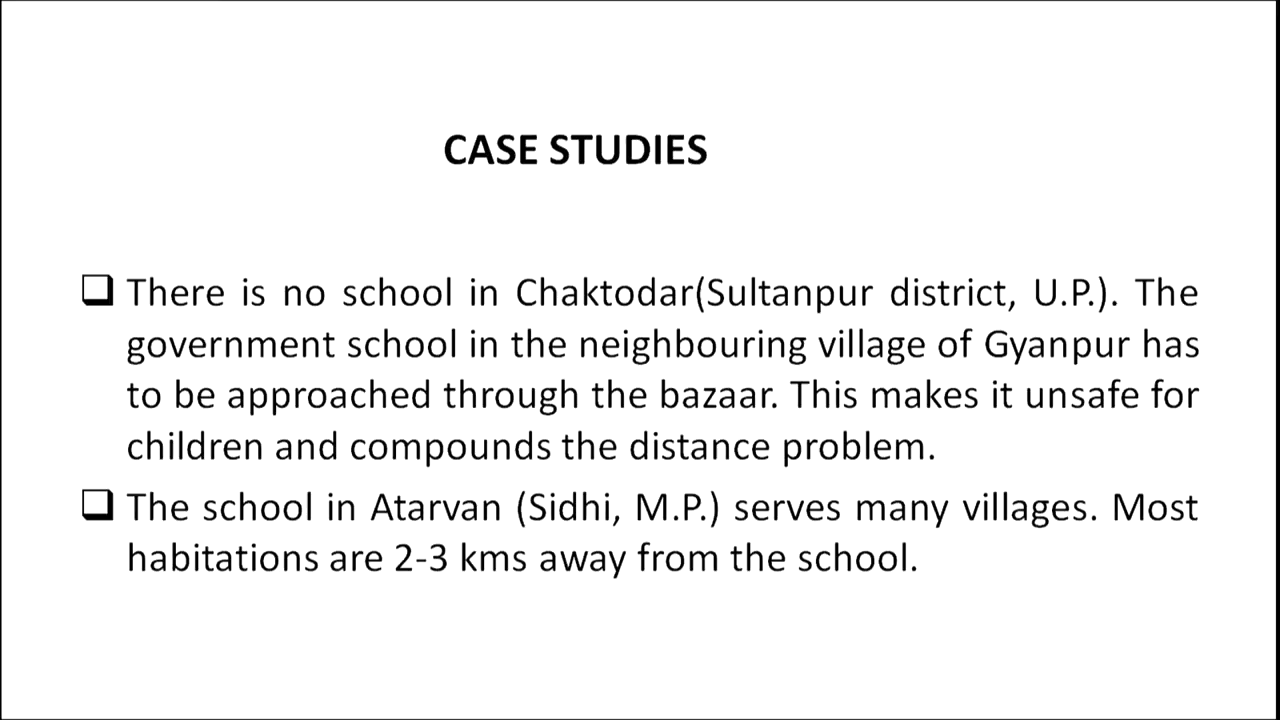 CASE STUDIES
There is no school in Chaktodar(Sultanpur district, U.P.). The
government school in the neighbouring village of Gyanpur has
to be approached through the bazaar. This makes it unsafe for
children and compounds the distance problem.
The school in Atarvan (Sidhi, M.P.) serves many villages. Most
habitations are 2-3 kms away from the school.